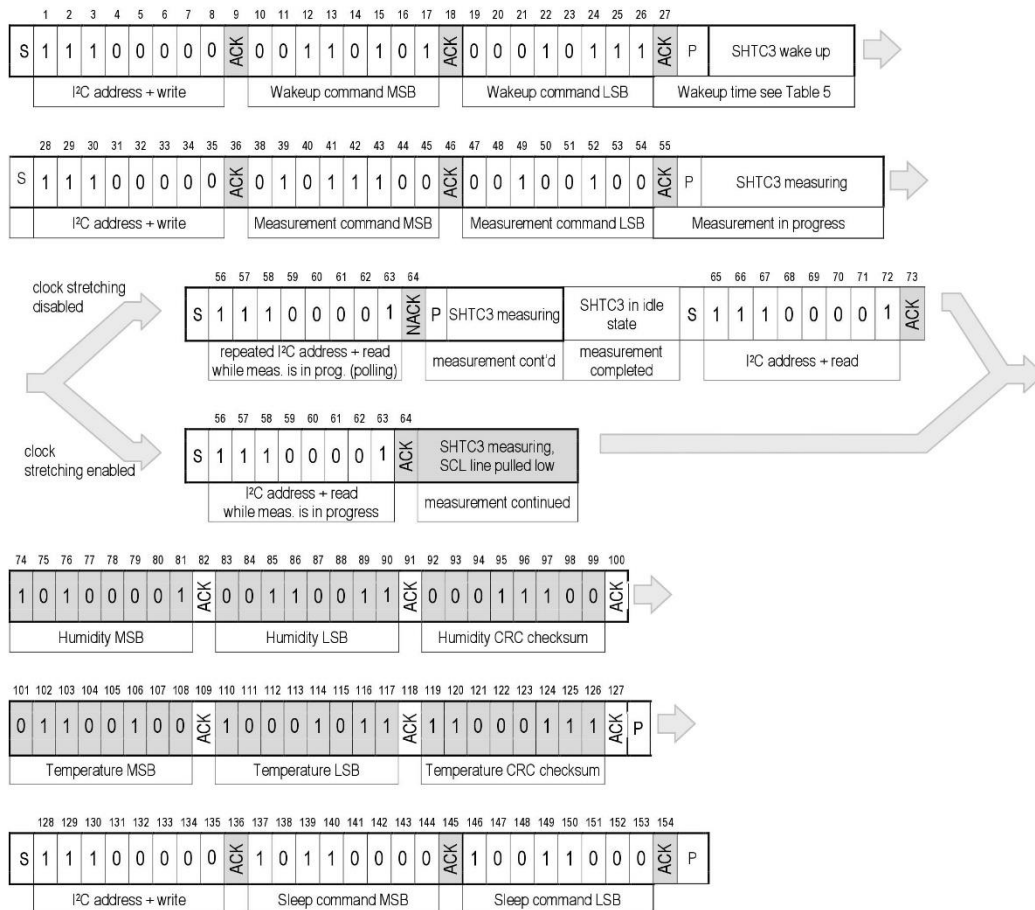 1 2 3 4 5 6 7 8 9 10 11 12 13 14 15 16 17 18 19 20 21 22 23 24 25 26 27
S 1 1 1 0 0 0 0 0 ACK 0 0 1 1 0 1 0 1 ACK 0 0 0 1 0 1 1 1 ACK P SHTC3 wake up
I²C address + write Wakeup command MSB Wakeup command LSB Wakeup time see Table 5
28 29 30 31 32 33 34 35 36 38 39 40 41 42 43 44 45 46 47 48 49 50 51 52 53 54 55
S 1 1 1 0 0 0 0 0 ACK 0 1 0 1 1 1 0 0 ACK 0 0 1 0 0 1 0 0 ACK P SHTC3 measuring
I²C address + write Measurement command MSB Measurement command LSB Measurement in progress
clock stretching
disabled
56 57 58 59 60 61 62 63 64 65 66 67 68 69 70 71 72 73
S 1 1 1 0 0 0 0 1 NACK P SHTC3 measuring SHTC3 in idle state S 1 1 1 0 0 0 0 1 ACK
repeated I²C address + read
while meas. is in prog. (polling)
measurement cont'd
measurement
completed
I²C address + read
clock
stretching enabled
56 57 58 59 60 61 62 63 64
S 1 1 1 0 0 0 0 1 ACK SHTC3 measuring,
SCL line pulled low
I²C address + read
while meas. is in progress
measurement continued
74 75 76 77 78 79 80 81 82 83 84 85 86 87 88 89 90 91 92 93 94 95 96 97 98 99 100
1 0 1 0 0 0 0 1 ACK 0 0 1 1 0 0 1 1 ACK 0 0 0 1 1 1 0 0 ACK
Humidity MSB Humidity LSB Humidity CRC checksum
101 102 103 104 105 106 107 108 109 110 111 112 113 114 115 116 117 118 119 120 121 122 123 124 125 126 127
0 1 1 0 0 1 0 0 ACK 1 0 0 0 1 0 1 1 ACK 1 1 0 0 0 1 1 1 ACK P
Temperature MSB Temperature LSB Temperature CRC checksum
128 129 130 131 132 133 134 135 136 137 138 139 140 141 142 143 144 145 146 147 148 149 150 151 152 153 154
S 1 1 1 0 0 0 0 0 ACK 1 0 1 1 0 0 0 0 ACK 1 0 0 1 1 0 0 0 ACK P
I²C address + write Sleep command MSB Sleep command LSB